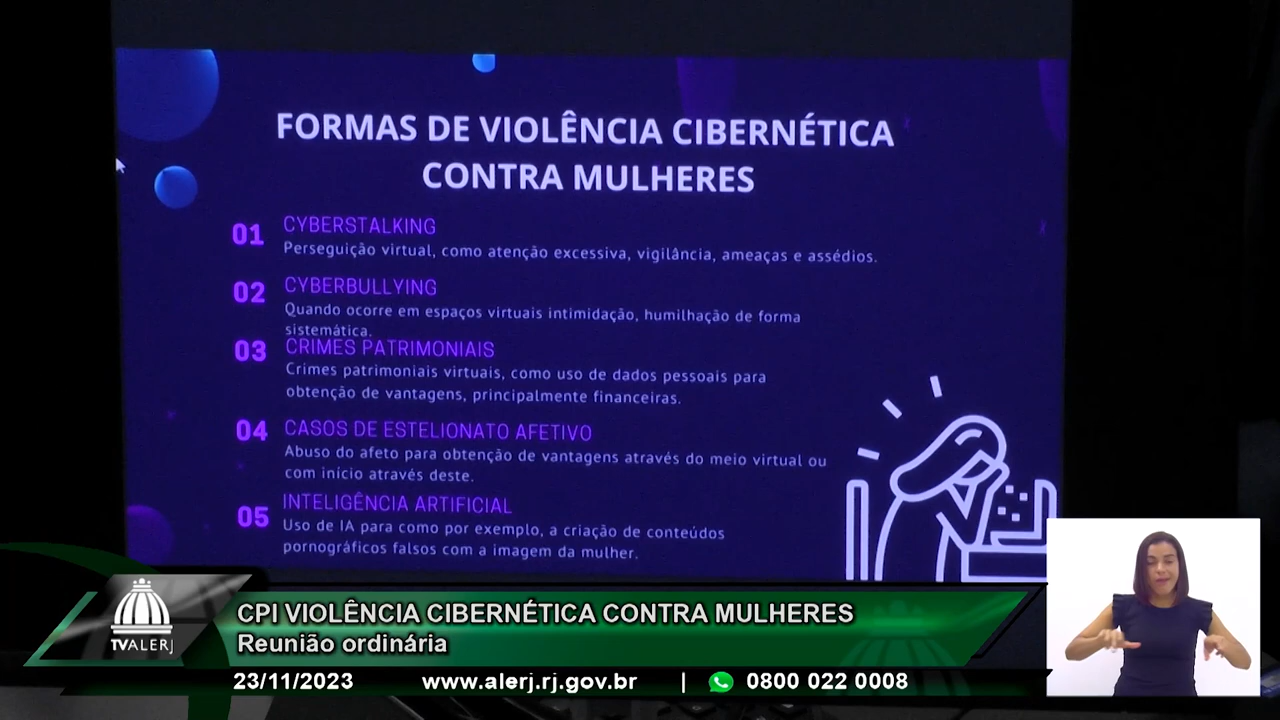 FORMAS DE VIOLÊNCIA CIBERNÉTICA
CONTRA MULHERES
01 CYBERSTALKING
Perseguição virtual, como atenção excessiva, vigilância, ameaças e assédios.
02 CYBERBULLYING
Quando ocorre em espaços virtuais intimidação, humilhação de forma
sistemática.
03 CRIMES PATRIMONIAIS
Crimes patrimoniais virtuais, como uso de dados pessoais para
obtenção de vantagens, principalmente financeiras.
04 CASOS DE ESTELIONATO AFETIVO
Abuso do afeto para obtenção de vantagens através do meio virtual ou
com início através deste.
05 INTELIGÊNCIA ARTIFICIAL
Uso de IA para como por exemplo, a criação de conteúdos
pornográficos falsos com a imagem da mulher.
CPI VIOLÊNCIA CIBERNÉTICA CONTRA MULHERES
TVALERJ
Reunião ordinária
23/11/2023 www.alerj.rj.gov.br | 0800 022 0008